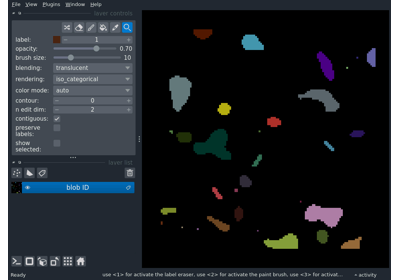 File View Plugins Window Help
layer controls
label: 1
opacity: 0.70
brush size: 10
blending: translucent
rendering: iso_categorical
color mode: auto
contour: 0
n edit dim: 2
contiguous:
preserve
labels:
show
selected:
layer list
blob ID
Ready
use <1> for activate the label eraser, use <2> for activate the paint brush, use <3> for activat...
activity